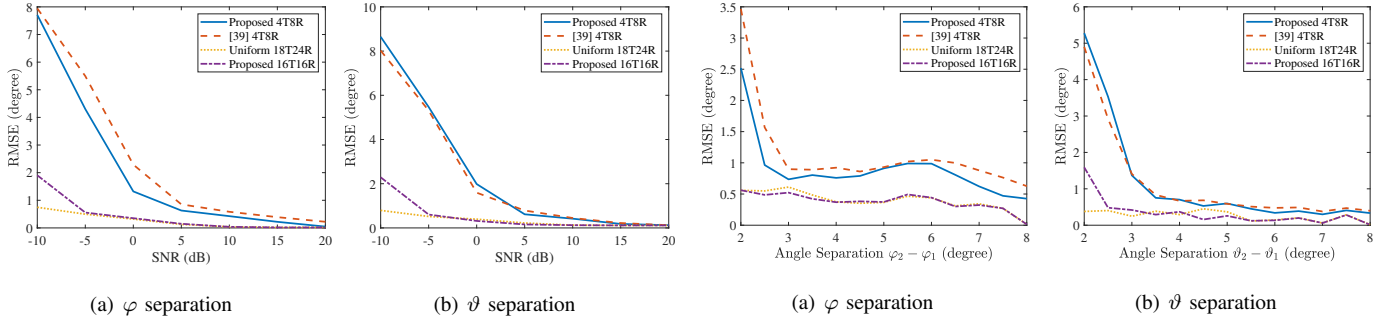 RMSE (degree)
8
7
6
5
4
3
2
1
0
-10
-5
0
5
10
15
20
SNR (dB)
Proposed 4T8R
[39] 4T8R
Uniform 18T24R
Proposed 16T16R
(a) φ separation
RMSE (degree)
10
8
6
4
2
0
-10
-5
0
5
10
15
20
SNR (dB)
Proposed 4T8R
[39] 4T8R
Uniform 18T24R
Proposed 16T16R
(b) ϑ separation
RMSE (degree)
3.5
3
2.5
2
1.5
1
0.5
0
2
3
4
5
6
7
8
Angle Separation φ₂ − φ₁ (degree)
Proposed 4T8R
[39] 4T8R
Uniform 18T24R
Proposed 16T16R
(a) φ separation
RMSE (degree)
6
5
4
3
2
1
0
2
3
4
5
6
7
8
Angle Separation ϑ₂ − ϑ₁ (degree)
Proposed 4T8R
[39] 4T8R
Uniform 18T24R
Proposed 16T16R
(b) ϑ separation